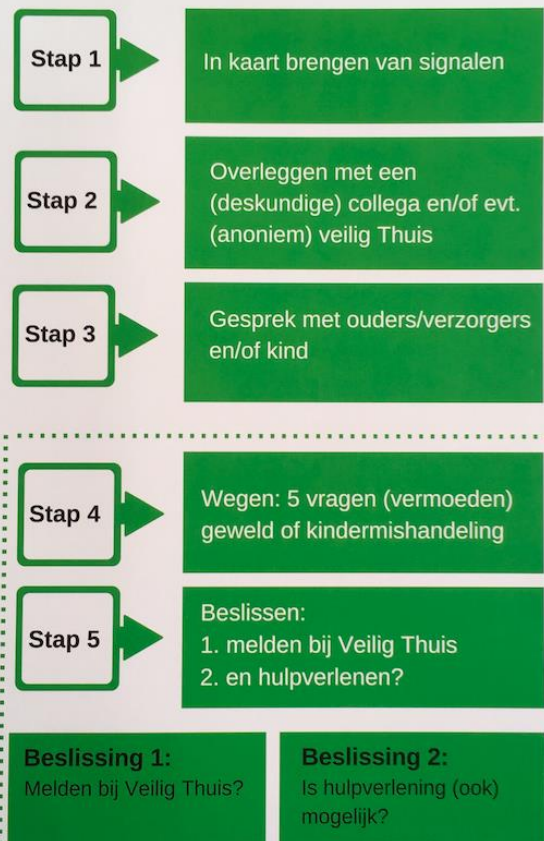 Stap 1
In kaart brengen van signalen
Stap 2
Overleggen met een
(deskundige) collega en/of evt.
(anoniem) veilig Thuis
Stap 3
Gesprek met ouders/verzorgers
en/of kind
Stap 4
Wegen: 5 vragen (vermoeden)
geweld of kindermishandeling
Stap 5
Beslissen:
1. melden bij Veilig Thuis
2. en hulpverlenen?
Beslissing 1:
Melden bij Veilig Thuis?
Beslissing 2:
Is hulpverlening (ook)
mogelijk?